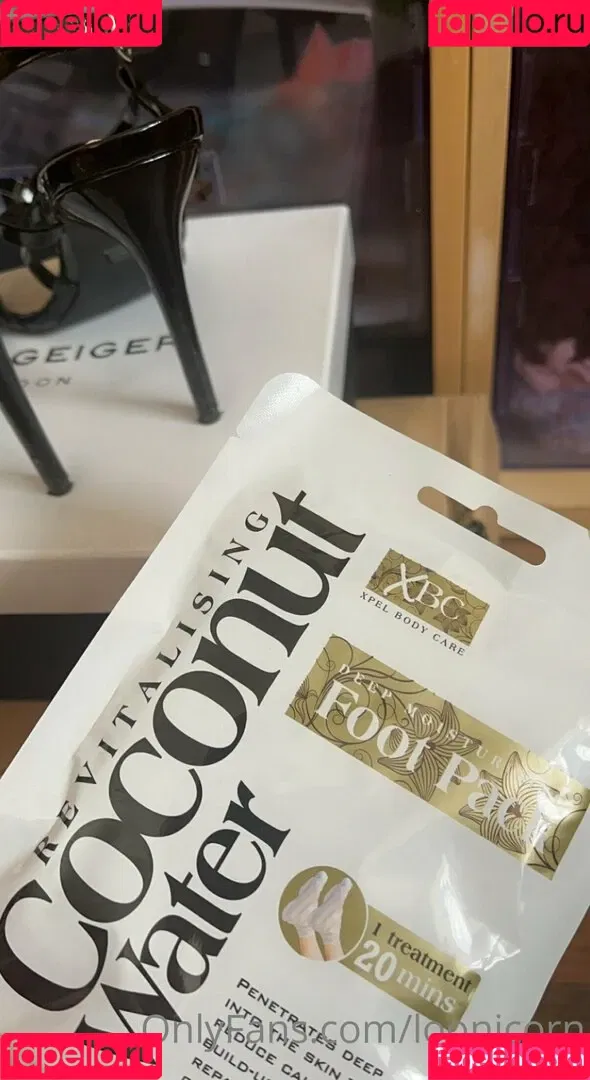 fapello.ru
fapello.ru
GEIGER
REVITALISING
Coconut
Water
XBC
XPEL BODY CARE
Foot Pack
1 treatment
20 mins
PENETRATES DEEP
INTO THE SKIN
OnlyFans.com/loonicorn
fapello.ru
fapello.ru